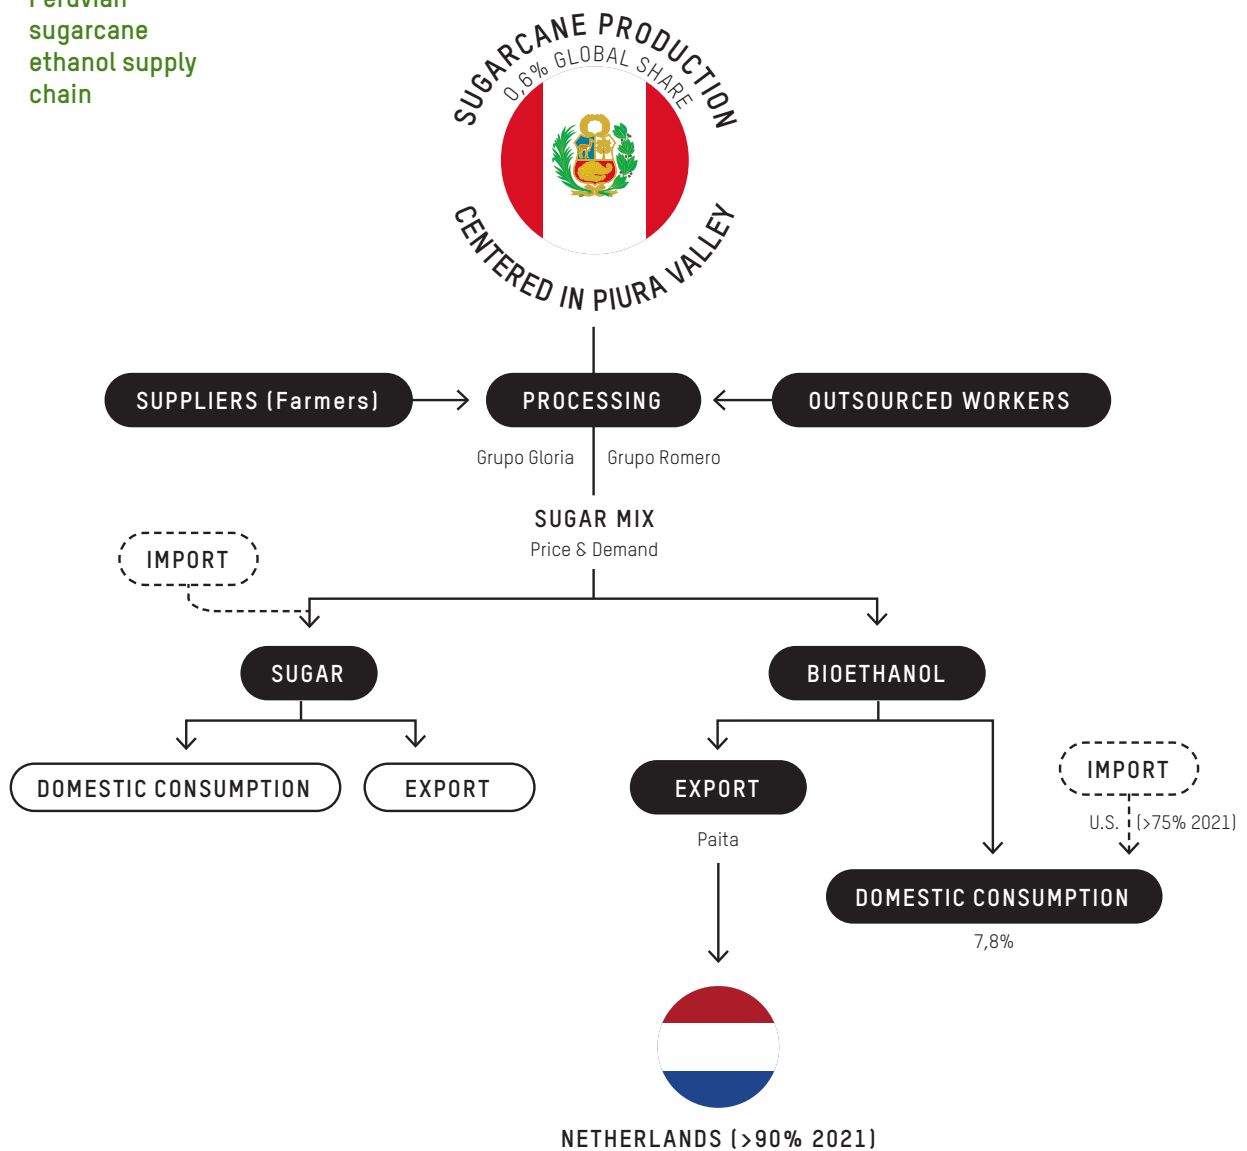 Peruvian
sugarcane
ethanol supply
chain
SUGARCANE PRODUCTION
0,6% GLOBAL SHARE
CENTERED IN PIURA VALLEY
SUPPLIERS (Farmers)
PROCESSING
OUTSOURCED WORKERS
Grupo Gloria
Grupo Romero
SUGAR MIX
Price & Demand
IMPORT
SUGAR
BIOETHANOL
DOMESTIC CONSUMPTION
EXPORT
EXPORT
IMPORT
U.S. (>75% 2021)
Paita
DOMESTIC CONSUMPTION
7,8%
NETHERLANDS (>90% 2021)